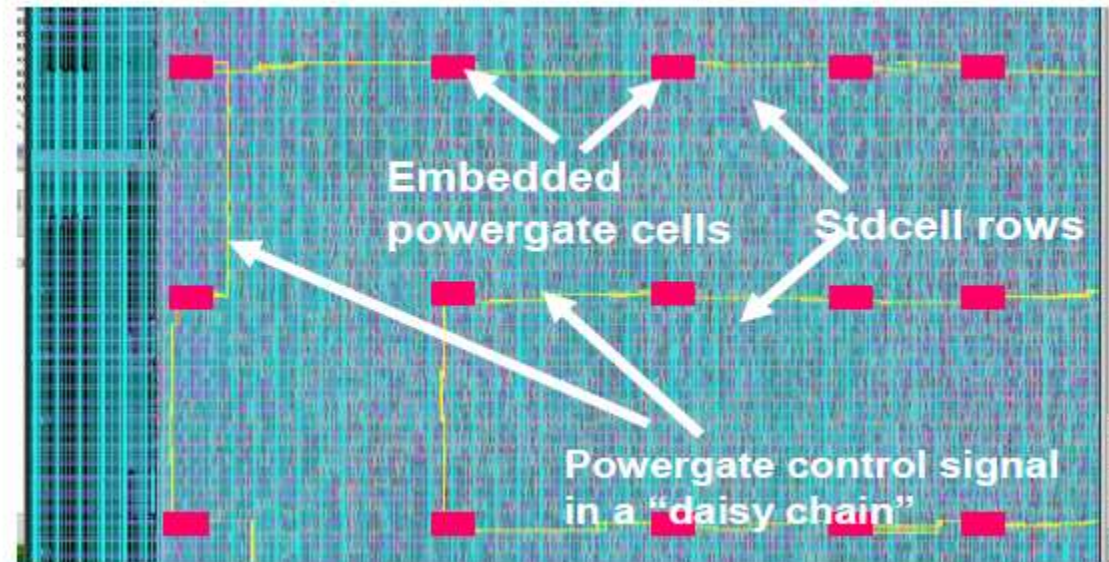 Embedded
powergate cells
Stdcell rows
Powergate control signal
in a “daisy chain”